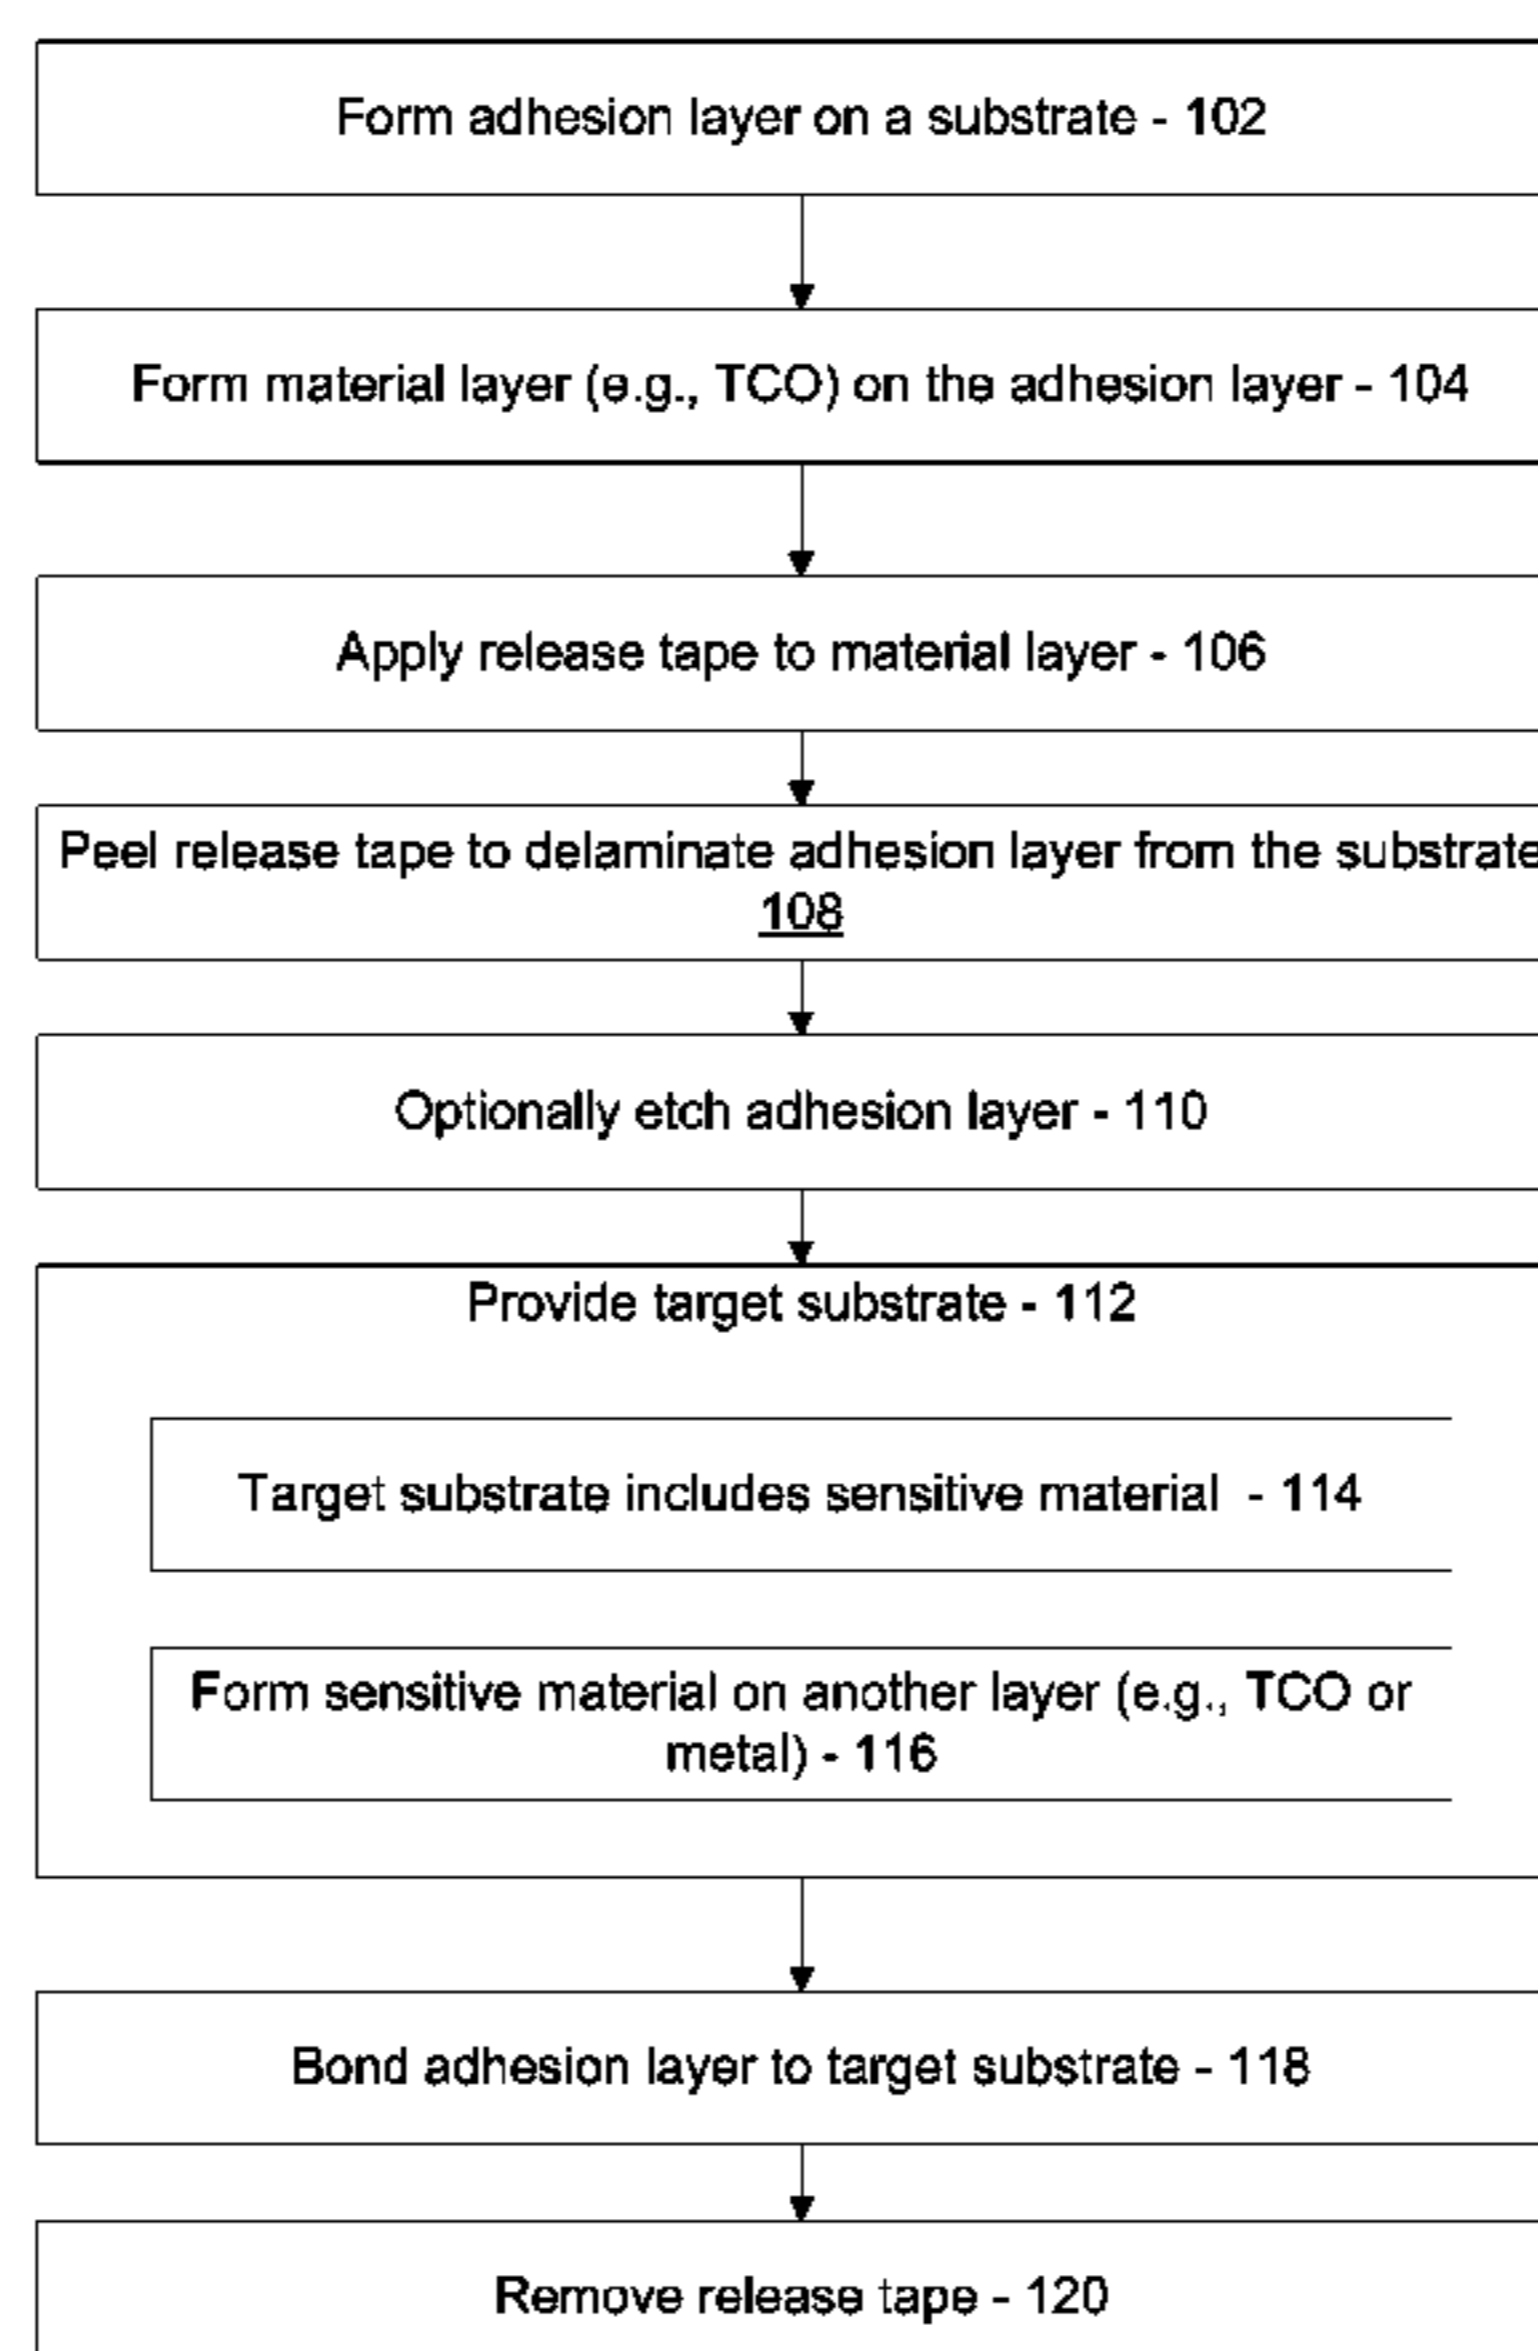 Form adhesion layer on a substrate - 102
Form material layer (e.g., TCO) on the adhesion layer - 104
Apply release tape to material layer - 106
Peel release tape to delaminate adhesion layer from the substrate
108
Optionally etch adhesion layer - 110
Provide target substrate - 112
Target substrate includes sensitive material - 114
Form sensitive material on another layer (e.g., TCO or
metal) - 116
Bond adhesion layer to target substrate - 118
Remove release tape - 120